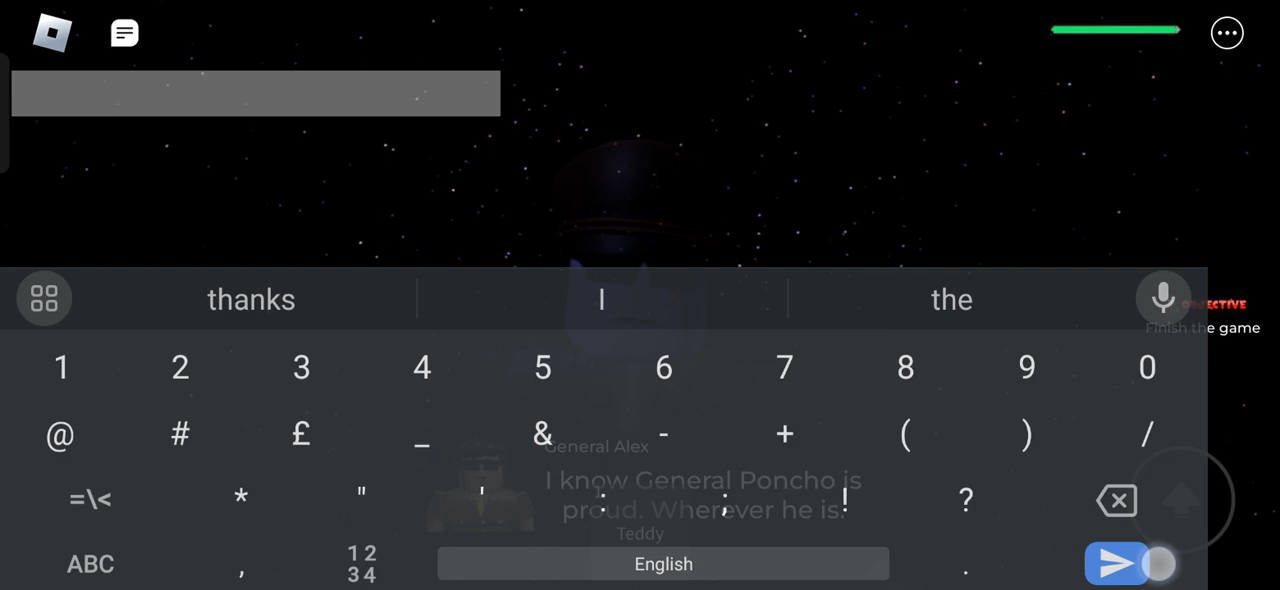 thanks
I
the
OBJECTIVE
Finish the game
1 2 3 4 5 6 7 8 9 0
@ # £ _ & - + ( ) /
General Alex
I know General Poncho is
proud. Wherever he is.
=\< * " ' : ; ! ?
Teddy
ABC , 12 English .
34